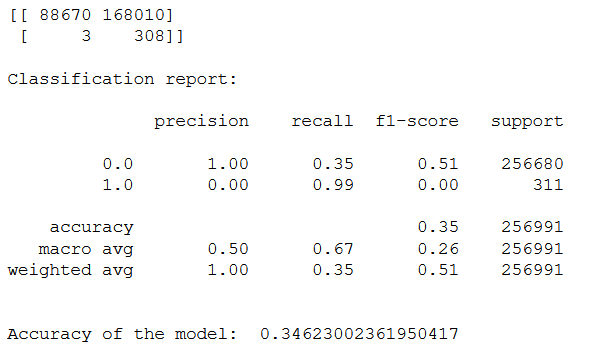 [[ 88670 168010]
 [     3    308]]
Classification report:
              precision    recall  f1-score   support
         0.0       1.00      0.35      0.51    256680
         1.0       0.00      0.99      0.00       311
    accuracy                           0.35    256991
   macro avg       0.50      0.67      0.26    256991
weighted avg       1.00      0.35      0.51    256991
Accuracy of the model:  0.34623002361950417